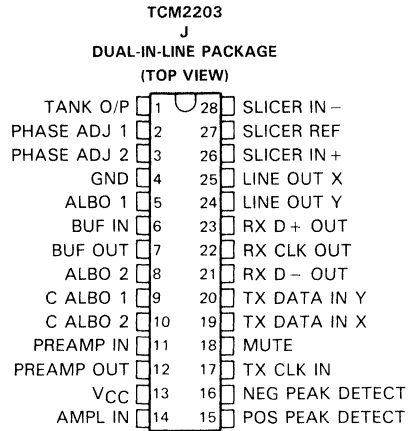 TCM2203
J
DUAL-IN-LINE PACKAGE
(TOP VIEW)
TANK O/P 1 28 SLICER IN −
PHASE ADJ 1 2 27 SLICER REF
PHASE ADJ 2 3 26 SLICER IN +
GND 4 25 LINE OUT X
ALBO 1 5 24 LINE OUT Y
BUF IN 6 23 RX D + OUT
BUF OUT 7 22 RX CLK OUT
ALBO 2 8 21 RX D − OUT
C ALBO 1 9 20 TX DATA IN Y
C ALBO 2 10 19 TX DATA IN X
PREAMP IN 11 18 MUTE
PREAMP OUT 12 17 TX CLK IN
VCC 13 16 NEG PEAK DETECT
AMPL IN 14 15 POS PEAK DETECT